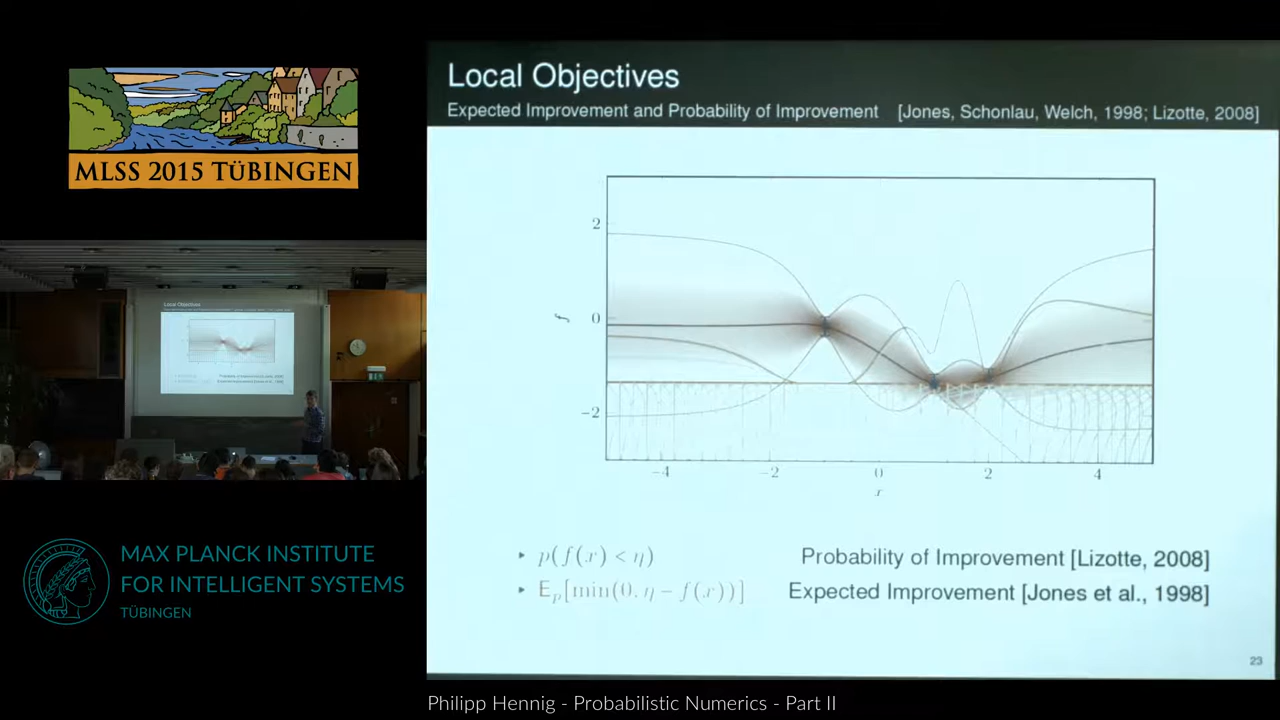 MLSS 2015 TÜBINGEN
Local Objectives
Expected Improvement and Probability of Improvement [Jones, Schonlau, Welch, 1998; Lizotte, 2008]
2
0
−2
f
−4 −2 0 2 4
x
▸ p(f(x) < η) Probability of Improvement [Lizotte, 2008]
▸ E_p[min(0, η − f(x))] Expected Improvement [Jones et al., 1998]
23
Local Objectives
MAX PLANCK INSTITUTE
FOR INTELLIGENT SYSTEMS
TÜBINGEN
Philipp Hennig - Probabilistic Numerics - Part II